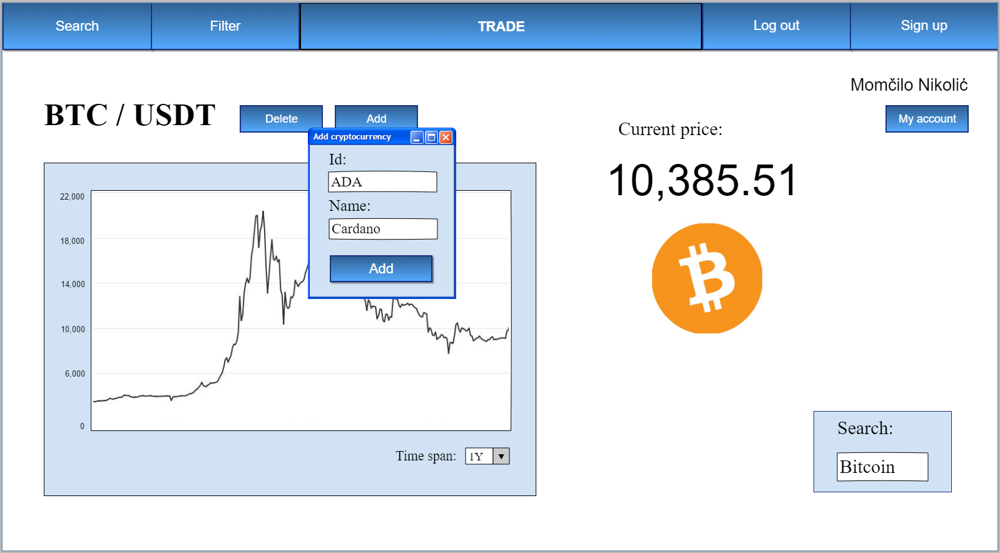 Search
Filter
TRADE
Log out
Sign up
Momčilo Nikolić
My account
BTC / USDT
Delete
Add
Current price:
10,385.51
Add cryptocurrency
Id:
ADA
Name:
Cardano
Add
22,000
18,000
14,000
10,000
6,000
0
Time span:
1Y
Search:
Bitcoin